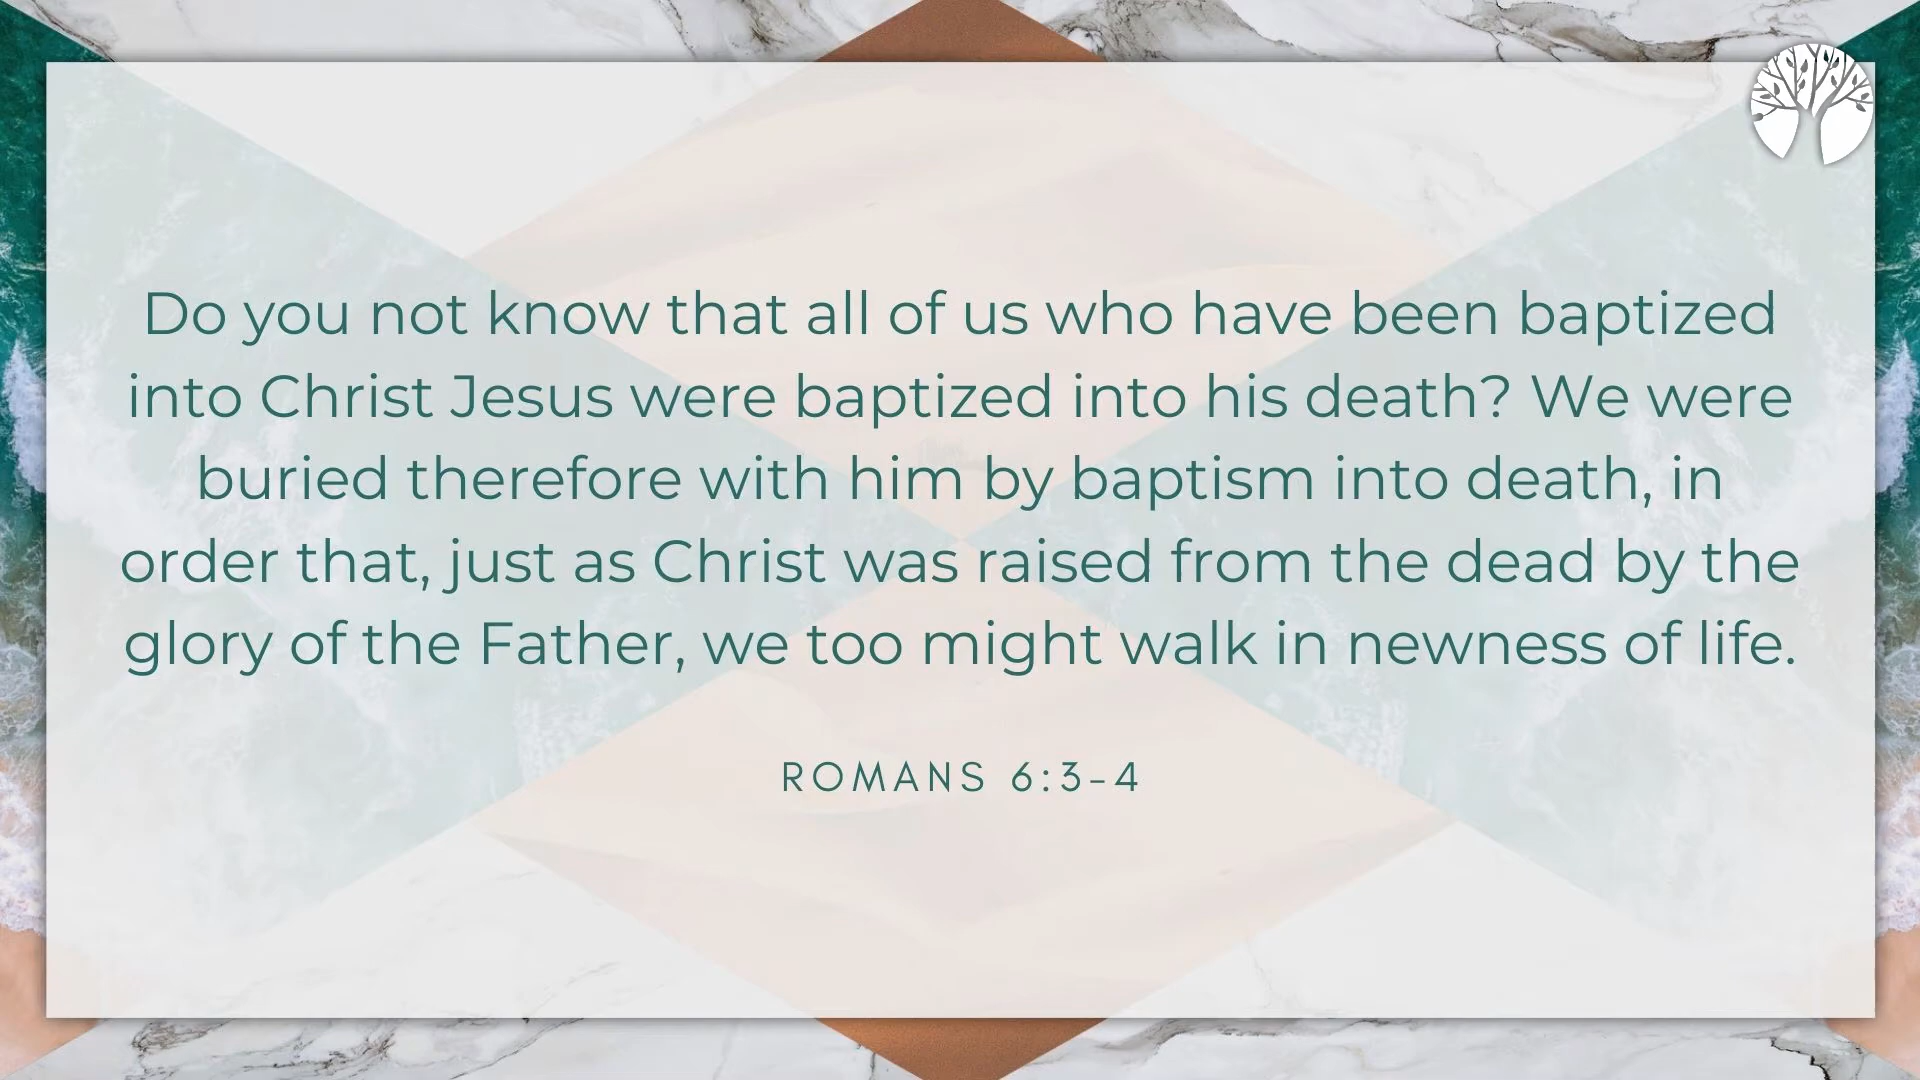 Do you not know that all of us who have been baptized
into Christ Jesus were baptized into his death? We were
buried therefore with him by baptism into death, in
order that, just as Christ was raised from the dead by the
glory of the Father, we too might walk in newness of life.
ROMANS 6:3-4